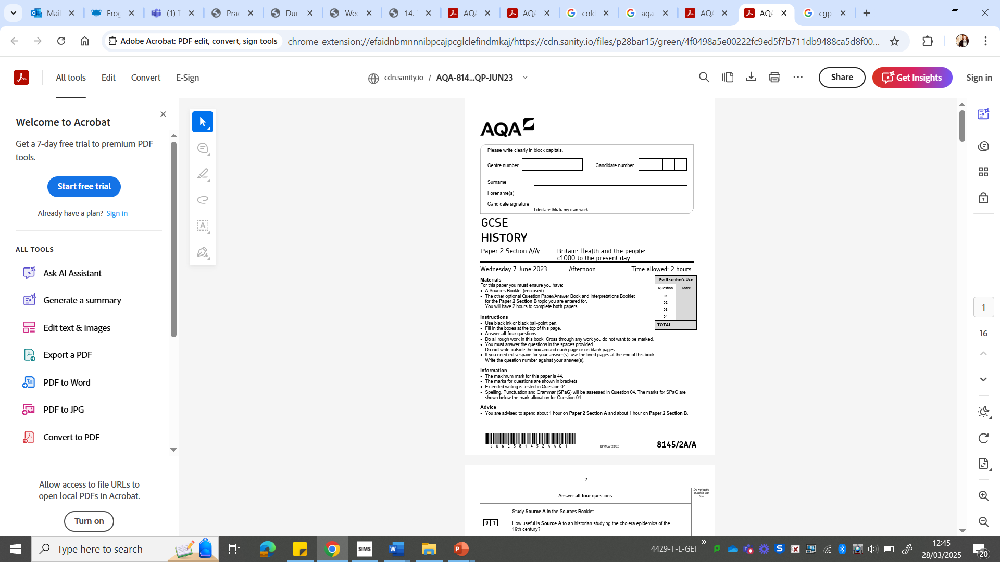 Mai
Frog
(1) T
Prac
Dur
Wee
14.
AQA
AQA
colc
aqa
AQA
AQA
cgp
Adobe Acrobat: PDF edit, convert, sign tools
chrome-extension://efaidnbmnnnibpcajpcglclefindmkaj/https://cdn.sanity.io/files/p28bar15/green/4f0498a5e00222fc9ed5f7b711db9488ca5d8f00...
All tools
Edit
Convert
E-Sign
cdn.sanity.io / AQA-814...QP-JUN23
Share
Get Insights
Sign in
Welcome to Acrobat
Get a 7-day free trial to premium PDF
tools.
Start free trial
Already have a plan? Sign in
ALL TOOLS
Ask AI Assistant
Generate a summary
Edit text & images
Export a PDF
PDF to Word
PDF to JPG
Convert to PDF
Allow access to file URLs to
open local PDFs in Acrobat.
Turn on
AQA
Please write clearly in block capitals.
Centre number
Candidate number
Surname
Forename(s)
Candidate signature
I declare this is my own work.
GCSE
HISTORY
Paper 2 Section A/A: Britain: Health and the people:
c1000 to the present day
Wednesday 7 June 2023 Afternoon Time allowed: 2 hours
Materials
For this paper you must ensure you have:
• A Sources Booklet (enclosed).
• The other optional Question Paper/Answer Book and Interpretations Booklet
for the Paper 2 Section B topic you are entered for.
You will have 2 hours to complete both papers.
Instructions
• Use black ink or black ball-point pen.
• Fill in the boxes at the top of this page.
• Answer all four questions.
• Do all rough work in this book. Cross through any work you do not want to be marked.
• You must answer the questions in the spaces provided.
Do not write outside the box around each page or on blank pages.
• If you need extra space for your answer(s), use the lined pages at the end of this book.
Write the question number against your answer(s).
Information
• The maximum mark for this paper is 44.
• The marks for questions are shown in brackets.
• Extended writing is tested in Question 04.
• Spelling, Punctuation and Grammar (SPaG) will be assessed in Question 04. The marks for SPaG are
shown below the mark allocation for Question 04.
Advice
• You are advised to spend about 1 hour on Paper 2 Section A and about 1 hour on Paper 2 Section B.
For Examiner's Use
Question Mark
01
02
03
04
TOTAL
JUN2381452AA01
IB/M/Jun23/E5
8145/2A/A
2
Answer all four questions.
Do not write
outside the
box
Study Source A in the Sources Booklet.
0 1
How useful is Source A to an historian studying the cholera epidemics of the
19th century?
1
16
Type here to search
SIMS
4429-T-L-GEI
12:45
28/03/2025
20